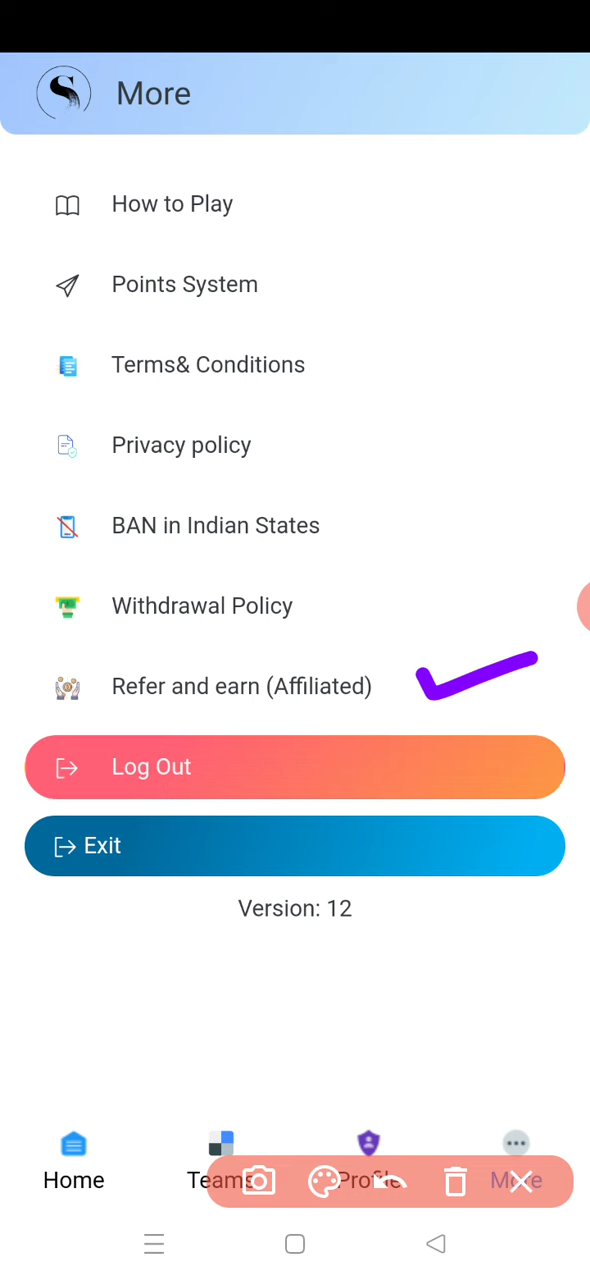 More
How to Play
Points System
Terms& Conditions
Privacy policy
BAN in Indian States
Withdrawal Policy
Refer and earn (Affiliated)
Log Out
Exit
Version: 12
Home
Teams
Profile
More